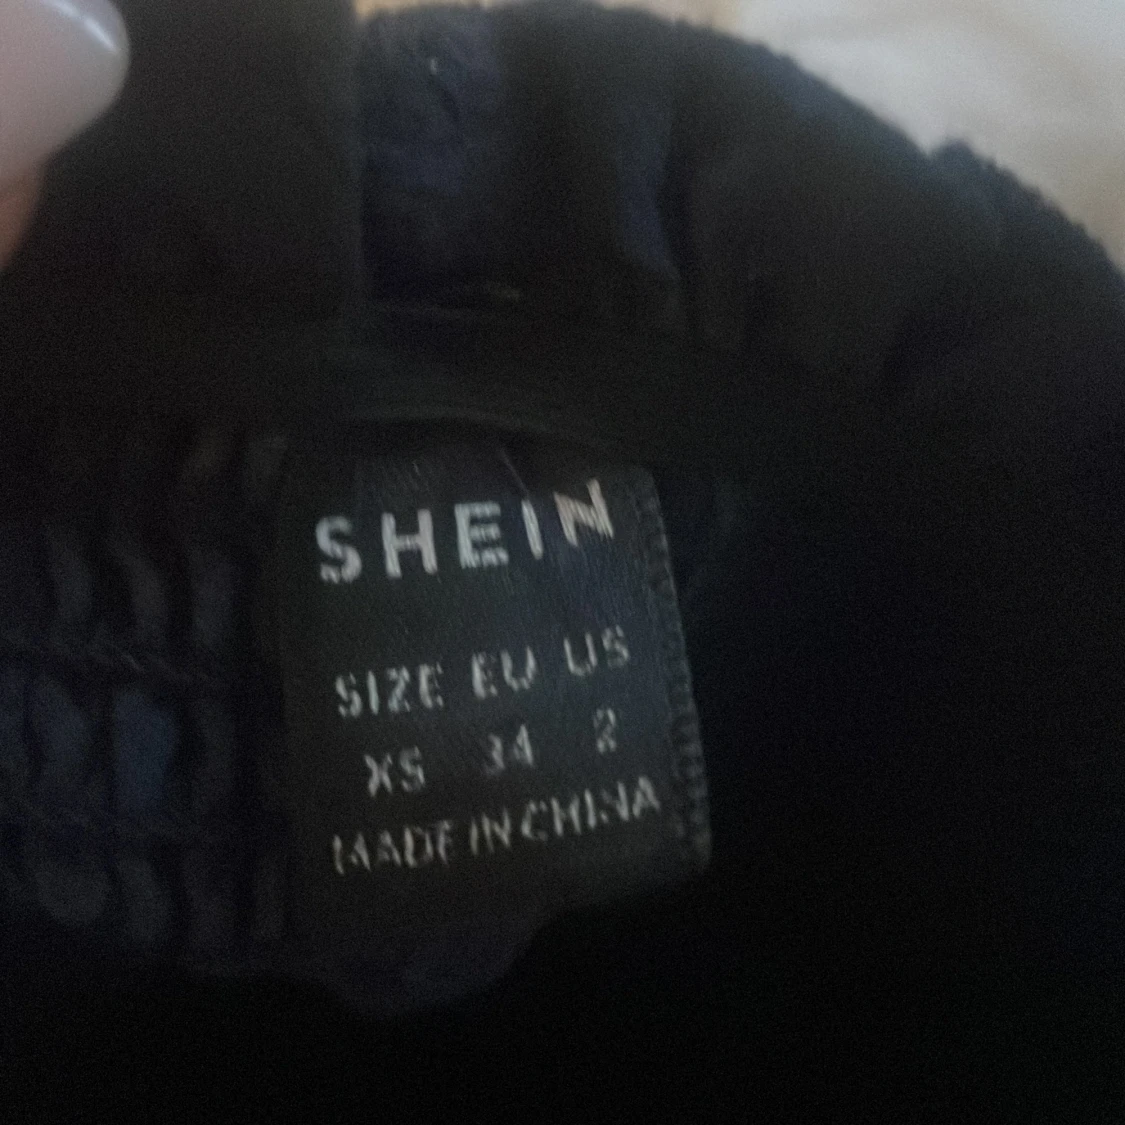 SHEIN
SIZE EU US
XS 34 2
MADE IN CHINA